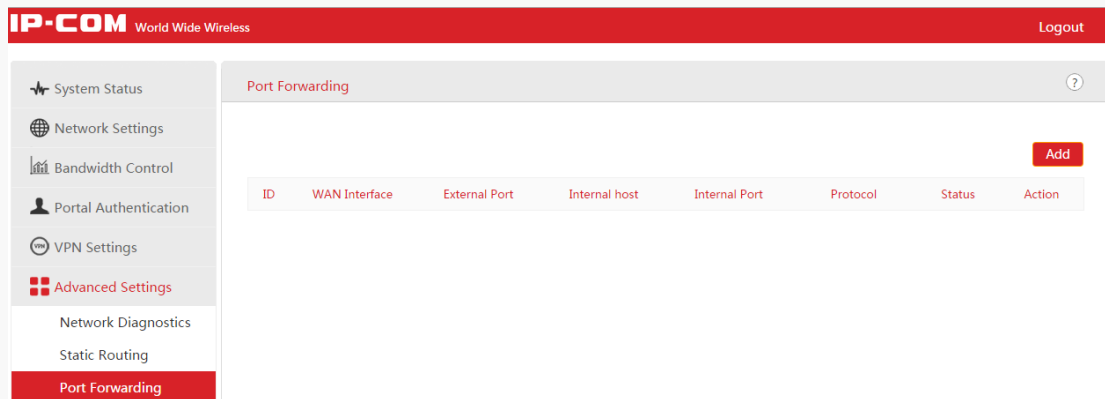 IP-COM World Wide Wireless Logout
System Status
Port Forwarding ?
Network Settings
Add
Bandwidth Control
ID WAN Interface External Port Internal host Internal Port Protocol Status Action
Portal Authentication
VPN VPN Settings
Advanced Settings
Network Diagnostics
Static Routing
Port Forwarding